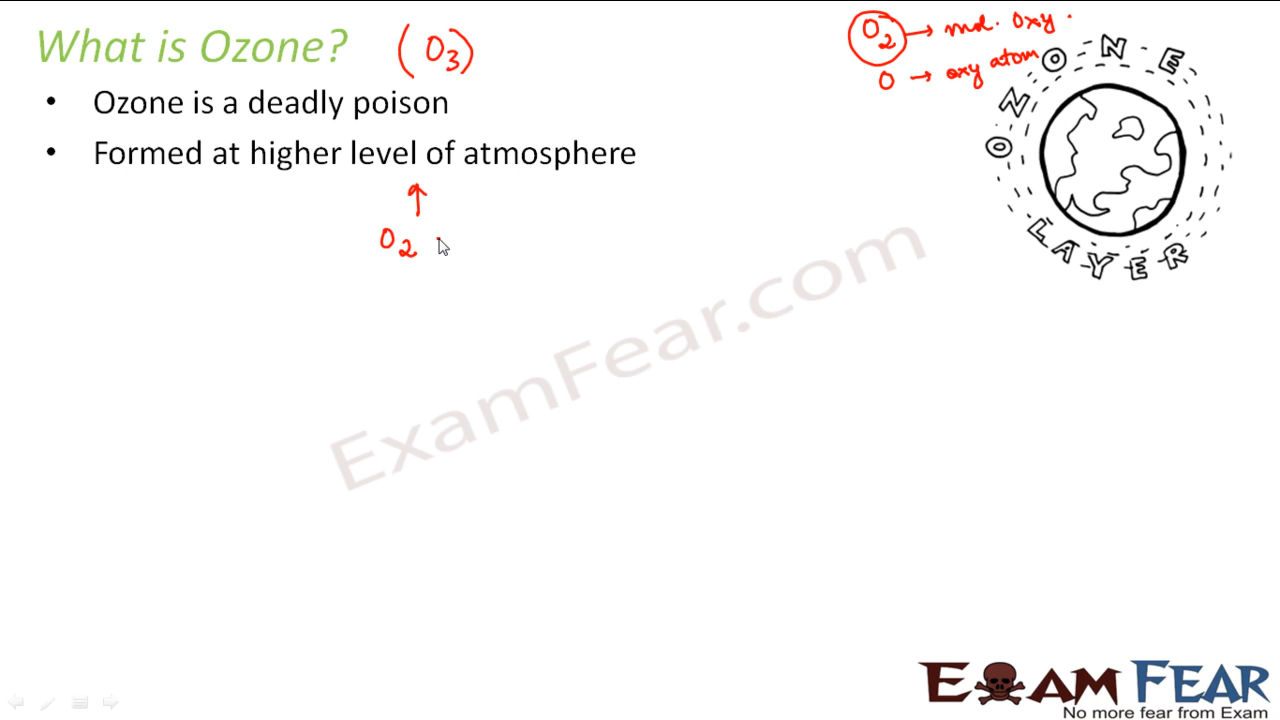 What is Ozone? (O₃)
O₂ → mol. Oxy.
O → oxy atom
• Ozone is a deadly poison
• Formed at higher level of atmosphere
↑
O₂
OZONE
LAYER
ExamFear.com
EXAM FEAR
No more fear from Exam